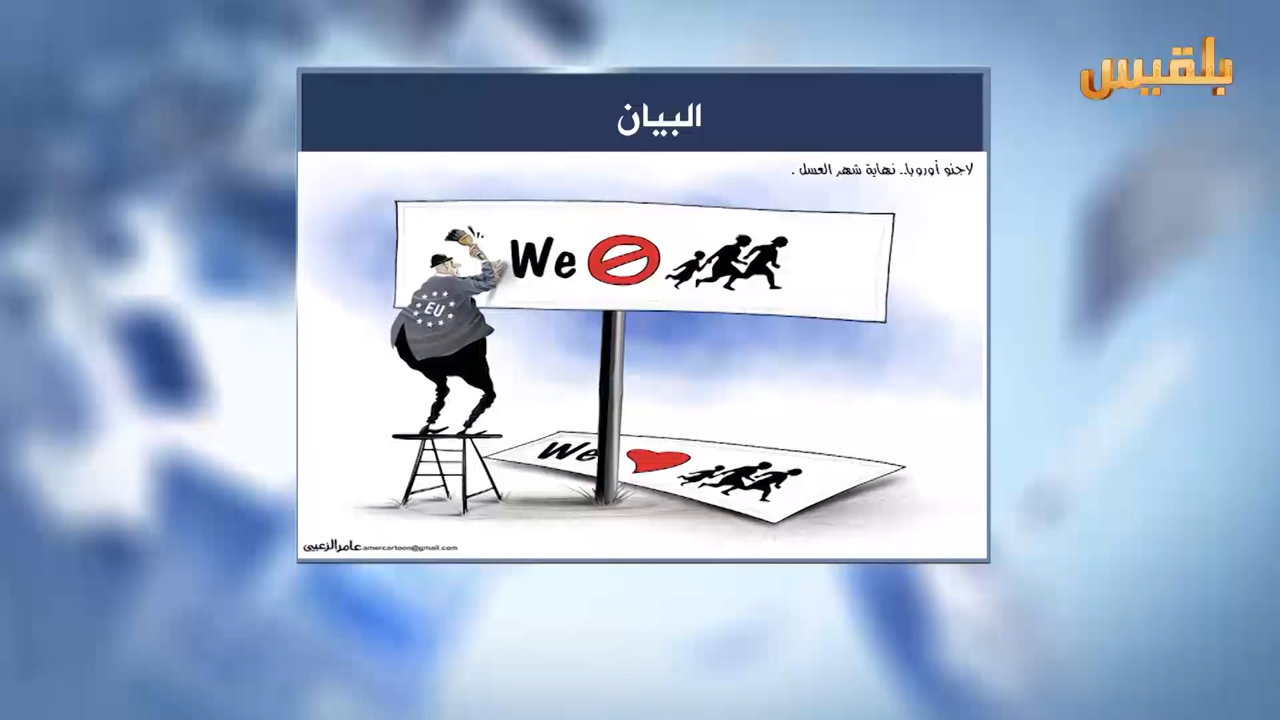 بلقيس
البيان
لاجئو أوروبا.. نهاية شهر العسل .
We
EU
We
عامر الزعبي amercartoon@gmail.com